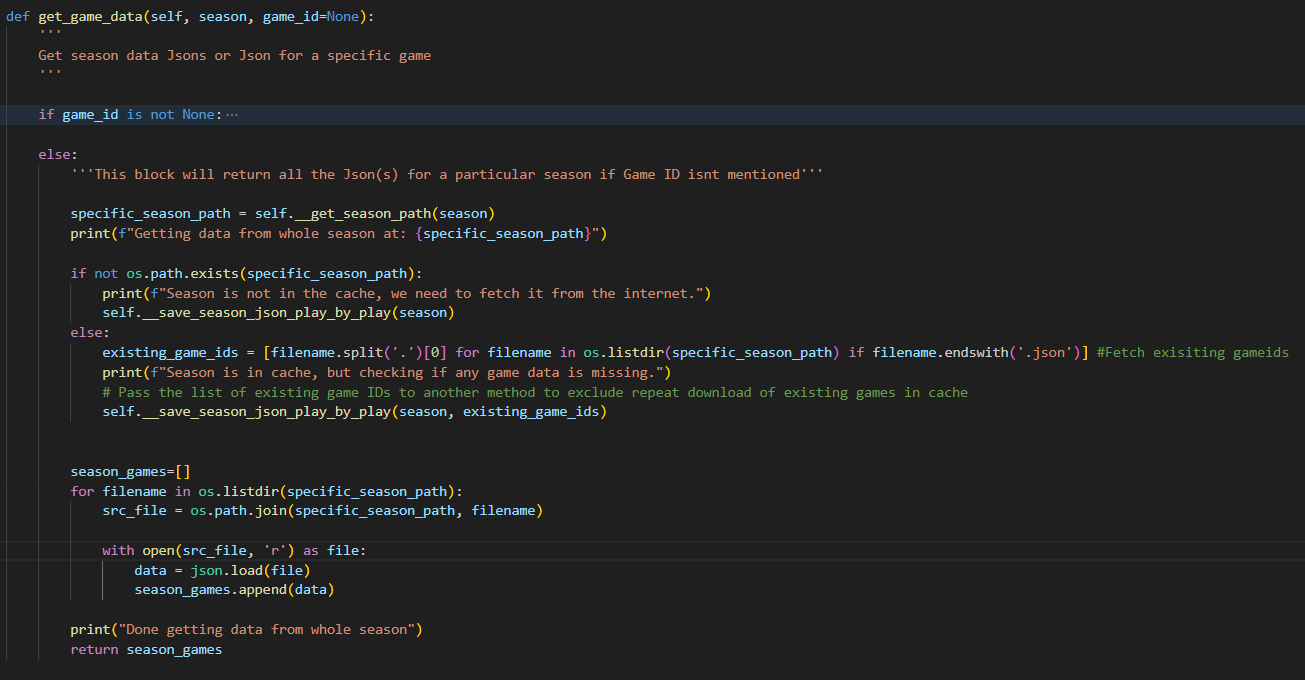 def get_game_data(self, season, game_id=None):
    '''
    Get season data Jsons or Json for a specific game
    '''
    if game_id is not None:···
    else:
        '''This block will return all the Json(s) for a particular season if Game ID isnt mentioned'''
        specific_season_path = self.__get_season_path(season)
        print(f"Getting data from whole season at: {specific_season_path}")
        if not os.path.exists(specific_season_path):
            print(f"Season is not in the cache, we need to fetch it from the internet.")
            self.__save_season_json_play_by_play(season)
        else:
            existing_game_ids = [filename.split('.')[0] for filename in os.listdir(specific_season_path) if filename.endswith('.json')] #Fetch exisiting gameids
            print(f"Season is in cache, but checking if any game data is missing.")
            # Pass the list of existing game IDs to another method to exclude repeat download of existing games in cache
            self.__save_season_json_play_by_play(season, existing_game_ids)
        season_games=[]
        for filename in os.listdir(specific_season_path):
            src_file = os.path.join(specific_season_path, filename)
            with open(src_file, 'r') as file:
                data = json.load(file)
                season_games.append(data)
        print("Done getting data from whole season")
        return season_games